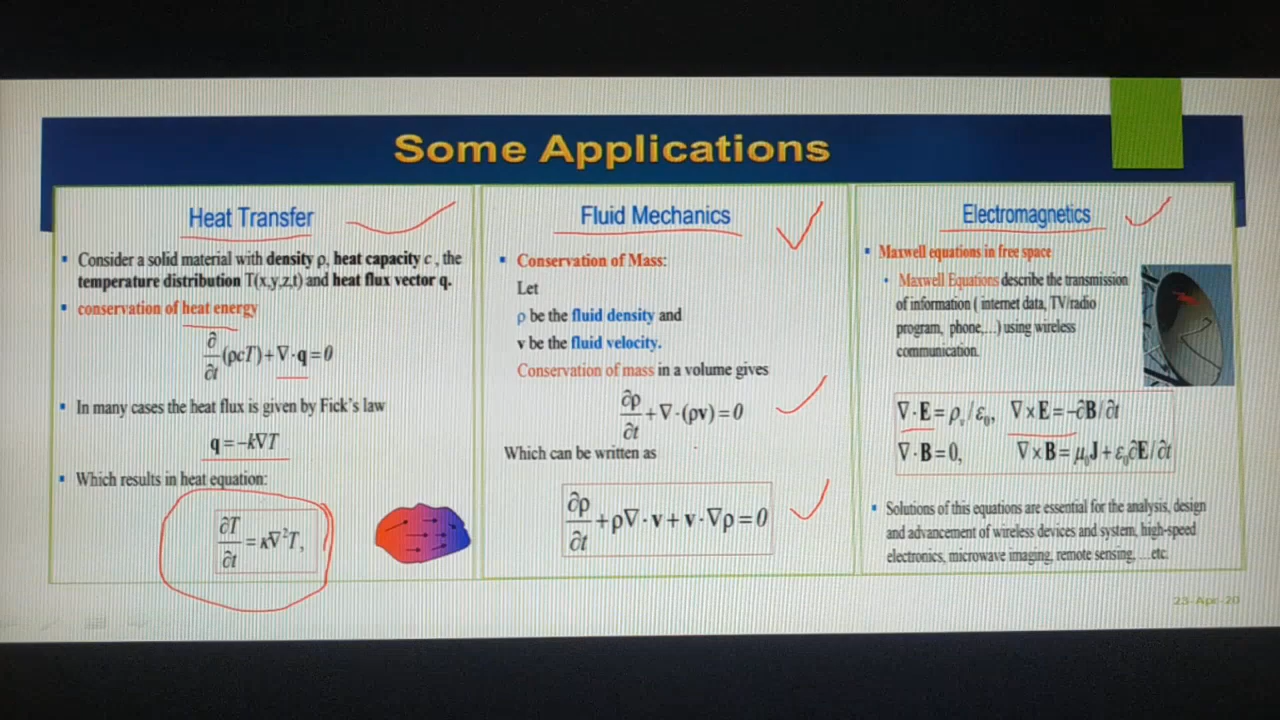 Some Applications
Heat Transfer
Consider a solid material with density ρ, heat capacity c , the
temperature distribution T(x,y,z,t) and heat flux vector q.
conservation of heat energy
∂/∂t (ρcT)+∇·q=0
In many cases the heat flux is given by Fick's law
q=-k∇T
Which results in heat equation:
∂T/∂t=κ∇²T,
Fluid Mechanics
Conservation of Mass:
Let
ρ be the fluid density and
v be the fluid velocity.
Conservation of mass in a volume gives
∂ρ/∂t+∇·(ρv)=0
Which can be written as
∂ρ/∂t+ρ∇·v+v·∇ρ=0
Electromagnetics
Maxwell equations in free space
Maxwell Equations describe the transmission
of information ( internet data, TV/radio
program, phone,...) using wireless
communication.
∇·E=ρᵥ/ε₀, ∇×E=-∂B/∂t
∇·B=0, ∇×B=μ₀J+ε₀∂E/∂t
Solutions of this equations are essential for the analysis, design
and advancement of wireless devices and system, high-speed
electronics, microwave imaging, remote sensing, ...etc.
23-Apr-20